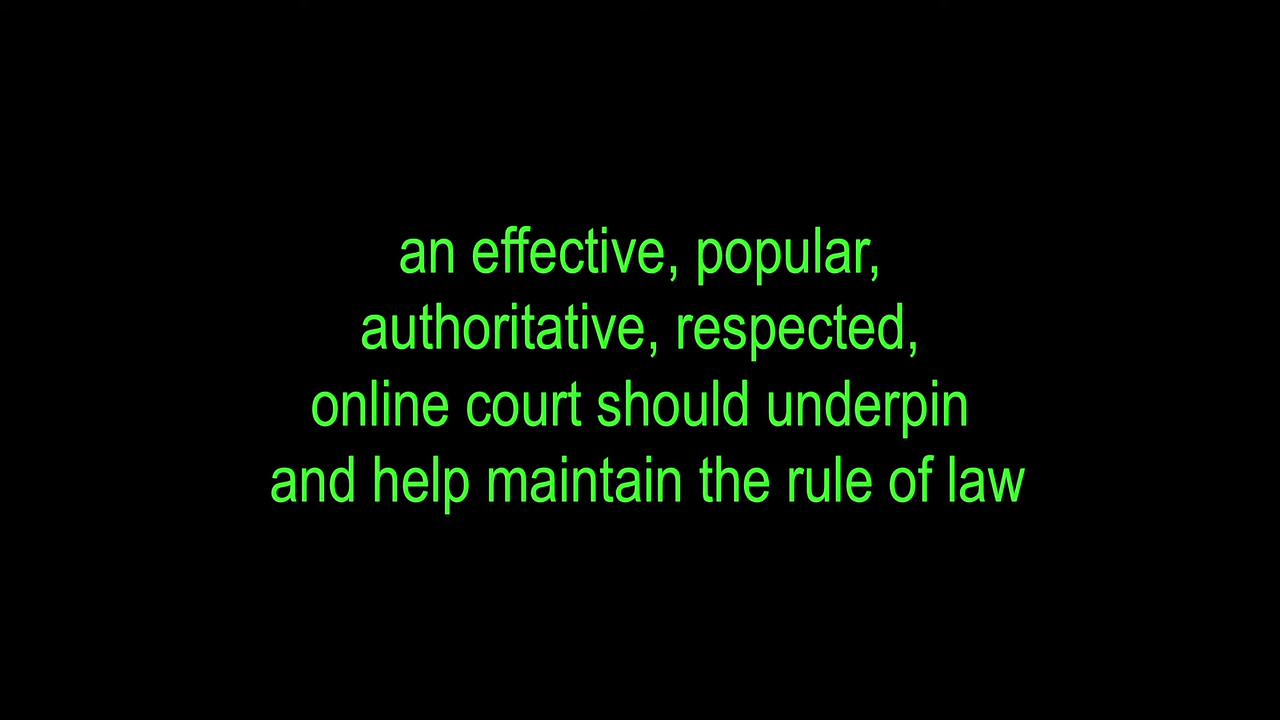 an effective, popular,
authoritative, respected,
online court should underpin
and help maintain the rule of law